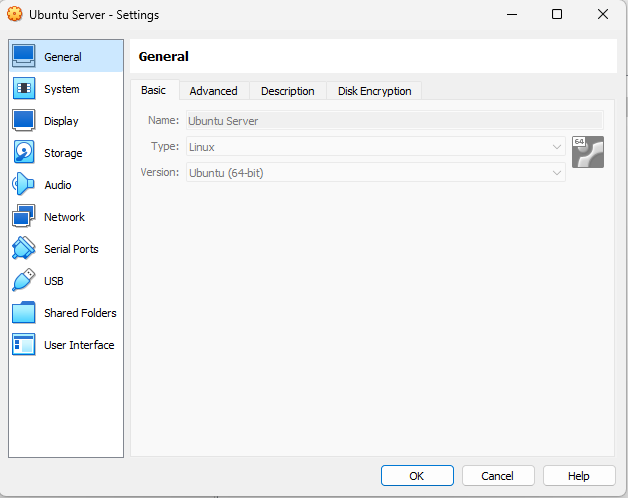 Ubuntu Server - Settings
General
System
Display
Storage
Audio
Network
Serial Ports
USB
Shared Folders
User Interface
General
Basic Advanced Description Disk Encryption
Name: Ubuntu Server
Type: Linux
64
Version: Ubuntu (64-bit)
OK Cancel Help